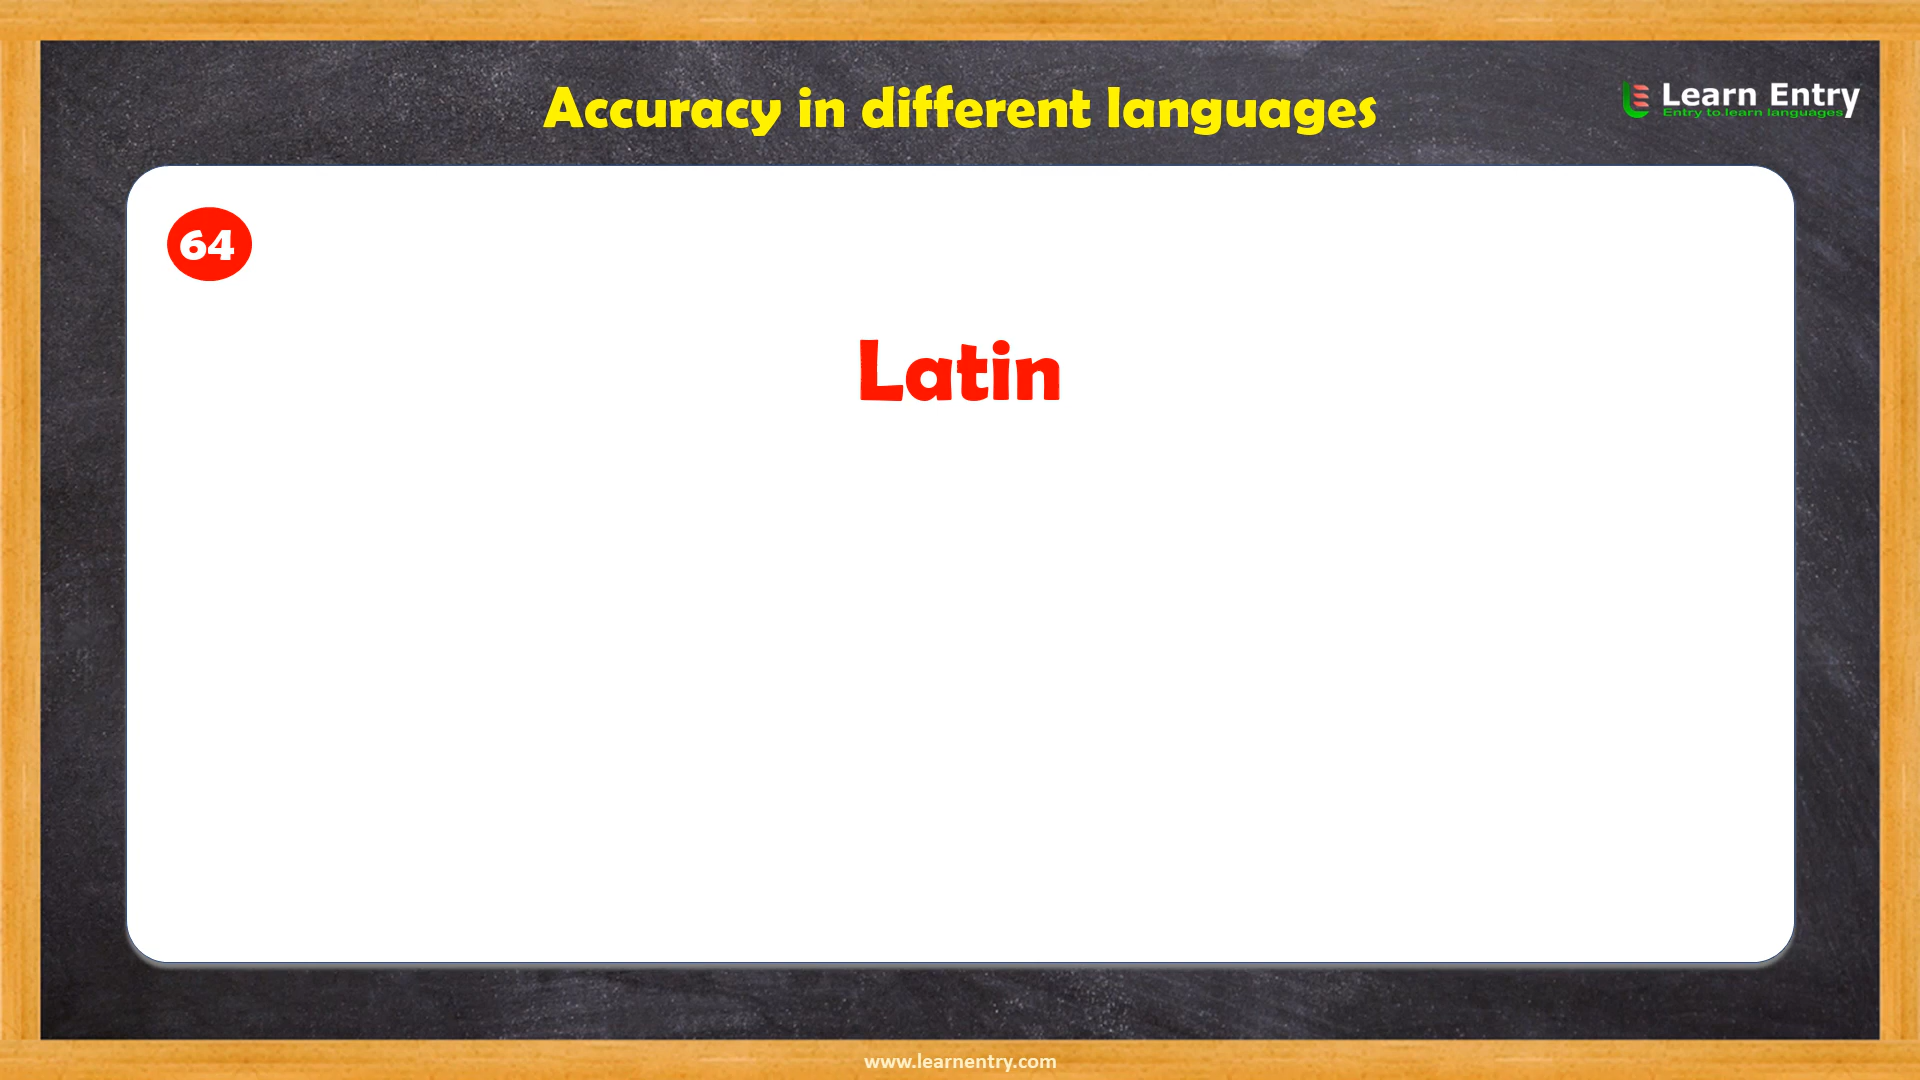 Accuracy in different languages
Learn Entry
Entry to learn languages
64
Latin
www.learnentry.com